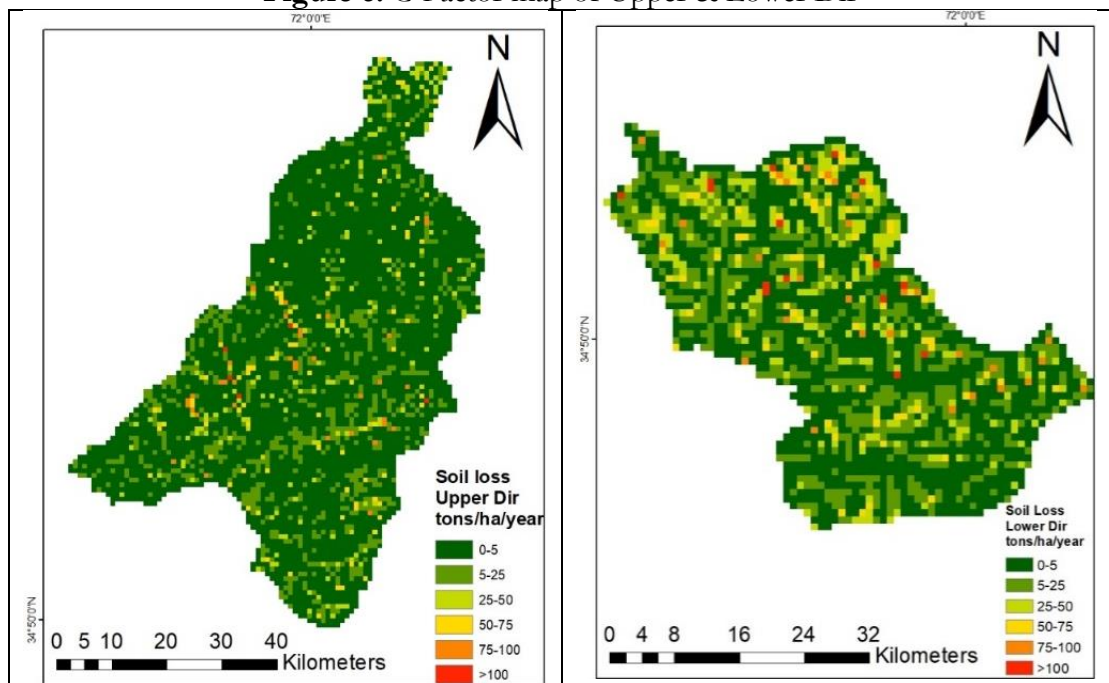 72°0'0"E
N
34°50'0"N
Soil loss
Upper Dir
tons/ha/year
0-5
5-25
25-50
50-75
75-100
>100
0 5 10 20 30 40
Kilometers
72°0'0"E
N
34°50'0"N
Soil Loss
Lower Dir
tons/ha/year
0-5
5-25
25-50
50-75
75-100
>100
0 4 8 16 24 32
Kilometers